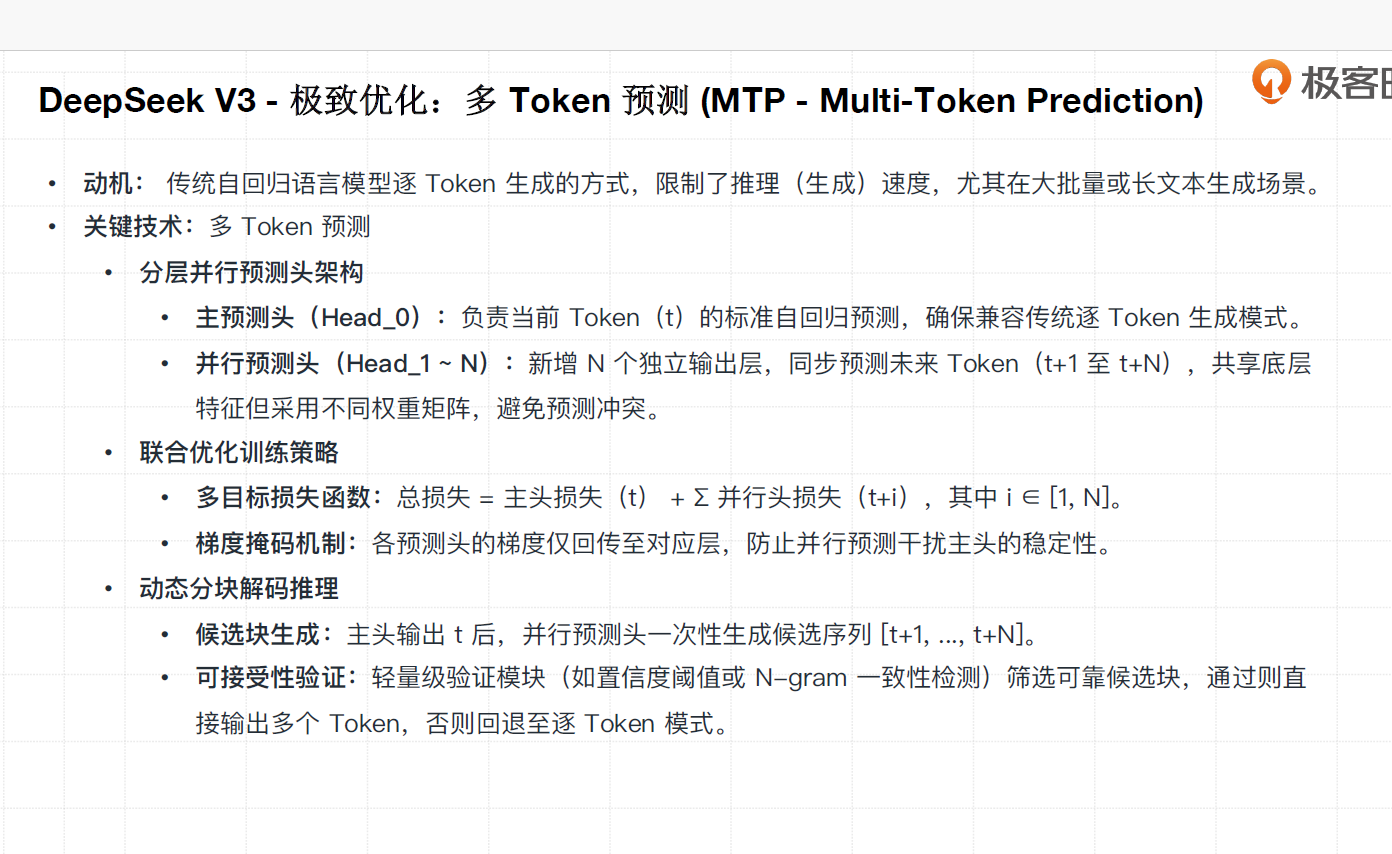 极客时
DeepSeek V3 - 极致优化：多 Token 预测 (MTP - Multi-Token Prediction)
• 动机： 传统自回归语言模型逐 Token 生成的方式，限制了推理（生成）速度，尤其在大批量或长文本生成场景。
• 关键技术：多 Token 预测
• 分层并行预测头架构
• 主预测头（Head_0）：负责当前 Token（t）的标准自回归预测，确保兼容传统逐 Token 生成模式。
• 并行预测头（Head_1 ~ N）：新增 N 个独立输出层，同步预测未来 Token（t+1 至 t+N），共享底层
特征但采用不同权重矩阵，避免预测冲突。
• 联合优化训练策略
• 多目标损失函数：总损失 = 主头损失（t） + Σ 并行头损失（t+i），其中 i ∈ [1, N]。
• 梯度掩码机制：各预测头的梯度仅回传至对应层，防止并行预测干扰主头的稳定性。
• 动态分块解码推理
• 候选块生成：主头输出 t 后，并行预测头一次性生成候选序列 [t+1, ..., t+N]。
• 可接受性验证：轻量级验证模块（如置信度阈值或 N-gram 一致性检测）筛选可靠候选块，通过则直
接输出多个 Token，否则回退至逐 Token 模式。